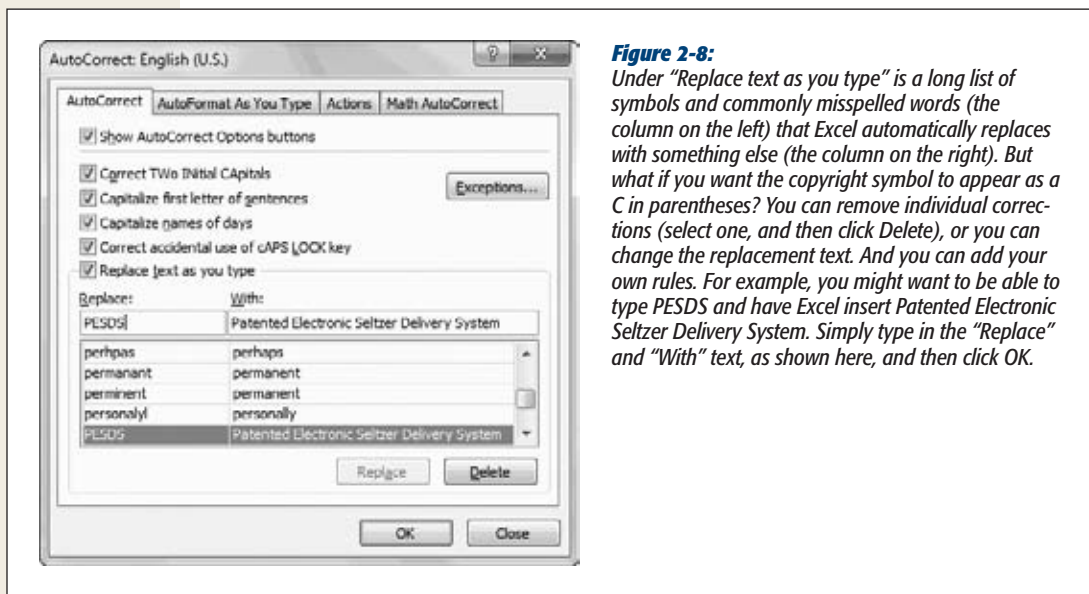 AutoCorrect: English (U.S.)
AutoCorrect AutoFormat As You Type Actions Math AutoCorrect
Show AutoCorrect Options buttons
Correct TWo INitial CApitals
Exceptions...
Capitalize first letter of sentences
Capitalize names of days
Correct accidental use of cAPS LOCK key
Replace text as you type
Replace: With:
PESDS Patented Electronic Seltzer Delivery System
perhpas perhaps
permanant permanent
perminent permanent
personalyl personally
PESDS Patented Electronic Seltzer Delivery System
Replace Delete
OK Close
Figure 2-8:
Under “Replace text as you type” is a long list of
symbols and commonly misspelled words (the
column on the left) that Excel automatically replaces
with something else (the column on the right). But
what if you want the copyright symbol to appear as a
C in parentheses? You can remove individual correc-
tions (select one, and then click Delete), or you can
change the replacement text. And you can add your
own rules. For example, you might want to be able to
type PESDS and have Excel insert Patented Electronic
Seltzer Delivery System. Simply type in the “Replace”
and “With” text, as shown here, and then click OK.